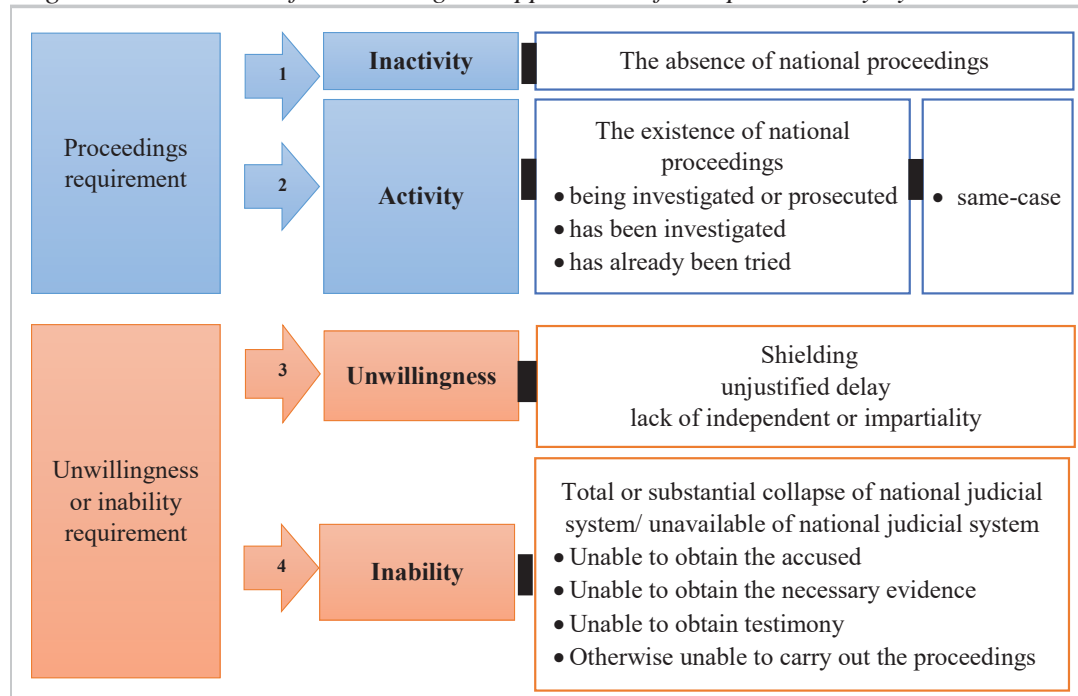 Proceedings
requirement
1
Inactivity
The absence of national proceedings
2
Activity
The existence of national
proceedings
• being investigated or prosecuted
• has been investigated
• has already been tried
• same-case
Unwillingness
or inability
requirement
3
Unwillingness
Shielding
unjustified delay
lack of independent or impartiality
4
Inability
Total or substantial collapse of national judicial
system/ unavailable of national judicial system
• Unable to obtain the accused
• Unable to obtain the necessary evidence
• Unable to obtain testimony
• Otherwise unable to carry out the proceedings